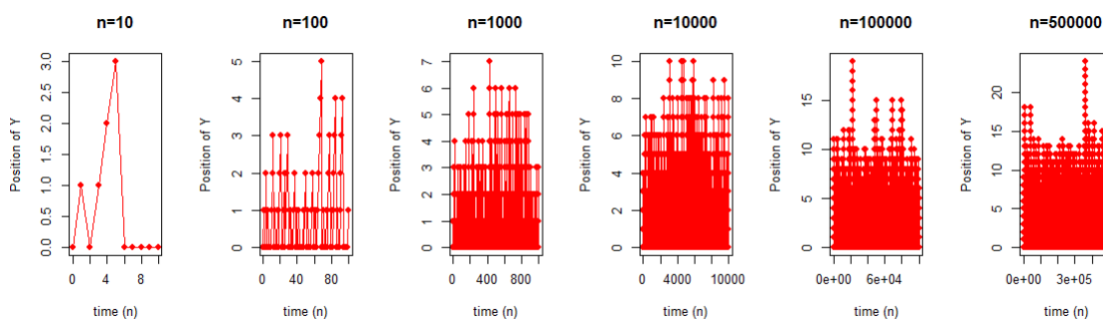 n=10
n=100
n=1000
n=10000
n=100000
n=500000
Position of Y
0.0 0.5 1.0 1.5 2.0 2.5 3.0
0 4 8
time (n)
Position of Y
0 1 2 3 4 5
0 40 80
time (n)
Position of Y
0 1 2 3 4 5 6 7
0 400 800
time (n)
Position of Y
0 2 4 6 8 10
0 4000 10000
time (n)
Position of Y
0 5 10 15
0e+00 6e+04
time (n)
Position of Y
0 5 10 15 20
0e+00 3e+05
time (n)